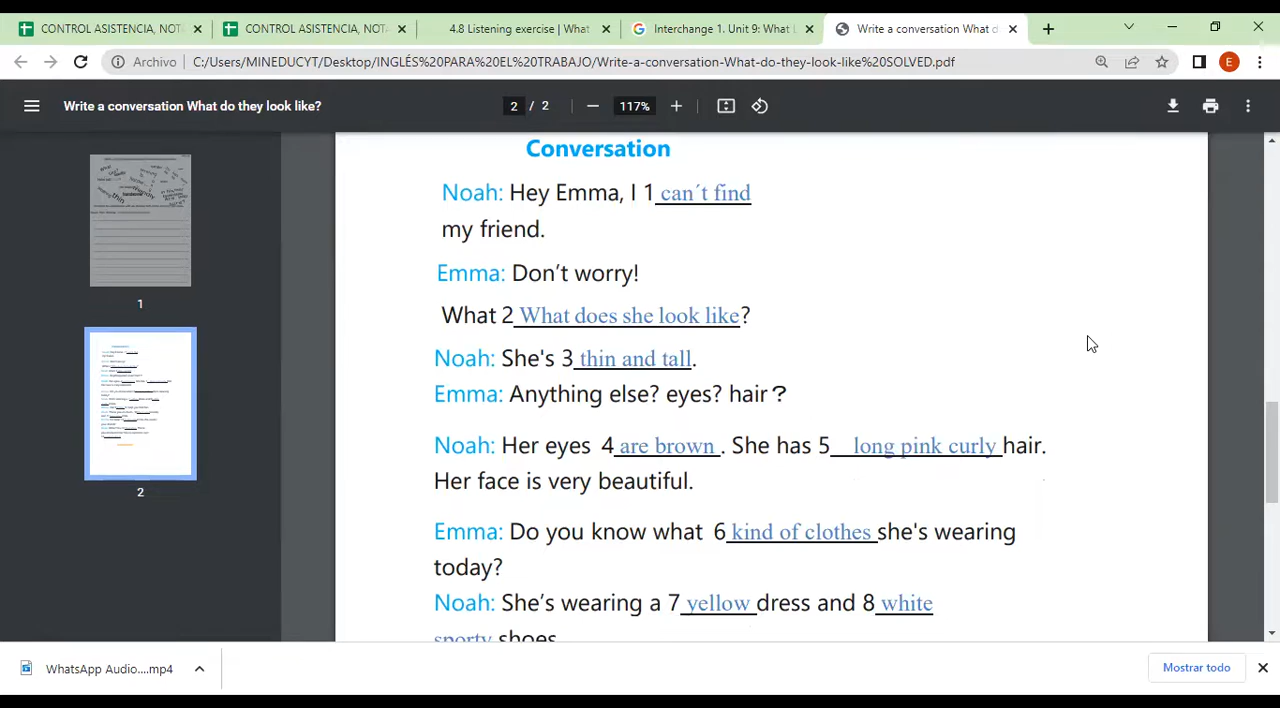 CONTROL ASISTENCIA, NOT
CONTROL ASISTENCIA, NOT
4.8 Listening exercise | What
Interchange 1. Unit 9: What L
Write a conversation What d
Archivo | C:/Users/MINEDUCYT/Desktop/INGLÉS%20PARA%20EL%20TRABAJO/Write-a-conversation-What-do-they-look-like%20SOLVED.pdf
E
Write a conversation What do they look like?
2 / 2
117%
1
2
Conversation
Noah: Hey Emma, I 1 can´t find
my friend.
Emma: Don't worry!
What 2 What does she look like?
Noah: She's 3 thin and tall.
Emma: Anything else? eyes? hair?
Noah: Her eyes 4 are brown . She has 5 long pink curly hair.
Her face is very beautiful.
Emma: Do you know what 6 kind of clothes she's wearing
today?
Noah: She's wearing a 7 yellow dress and 8 white
sporty shoes
WhatsApp Audio....mp4
Mostrar todo